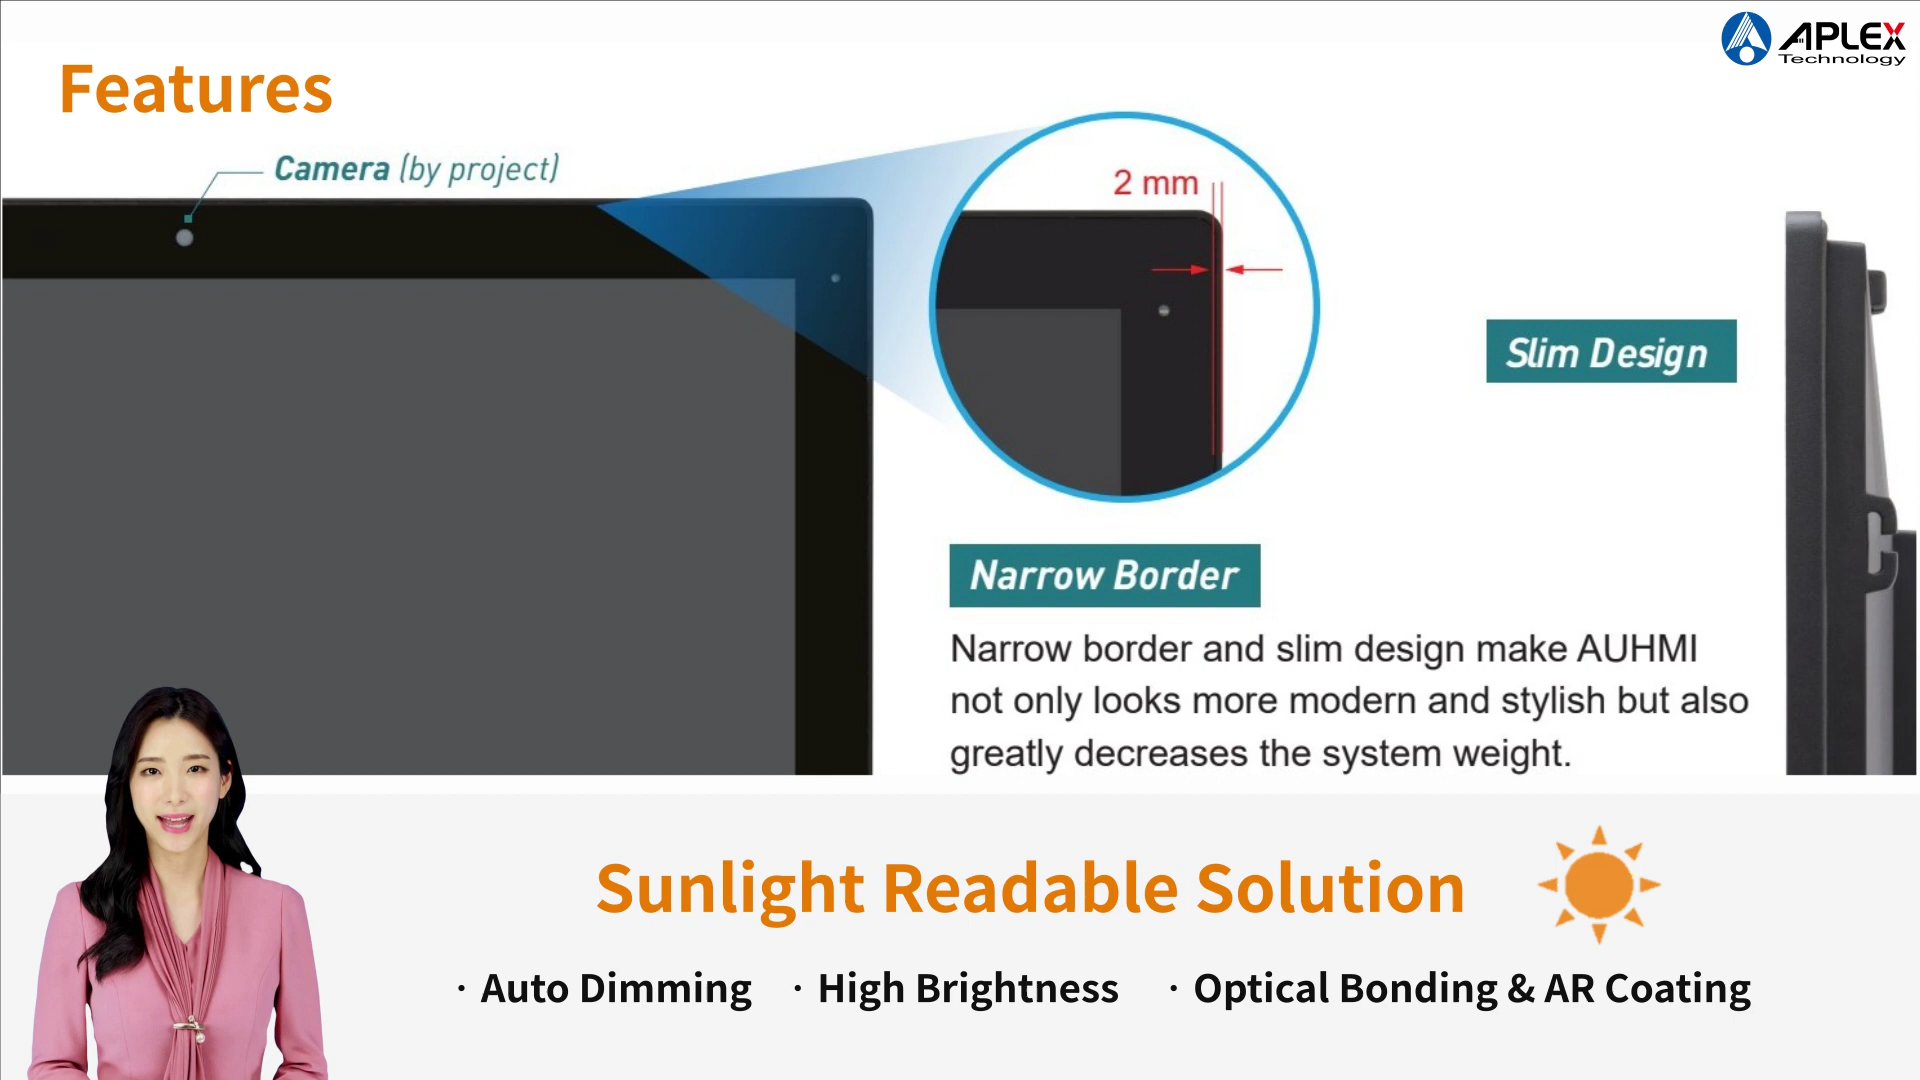 APLEX
Technology
Features
Camera (by project)
2 mm
Slim Design
Narrow Border
Narrow border and slim design make AUHMI
not only looks more modern and stylish but also
greatly decreases the system weight.
Sunlight Readable Solution
· Auto Dimming · High Brightness · Optical Bonding & AR Coating